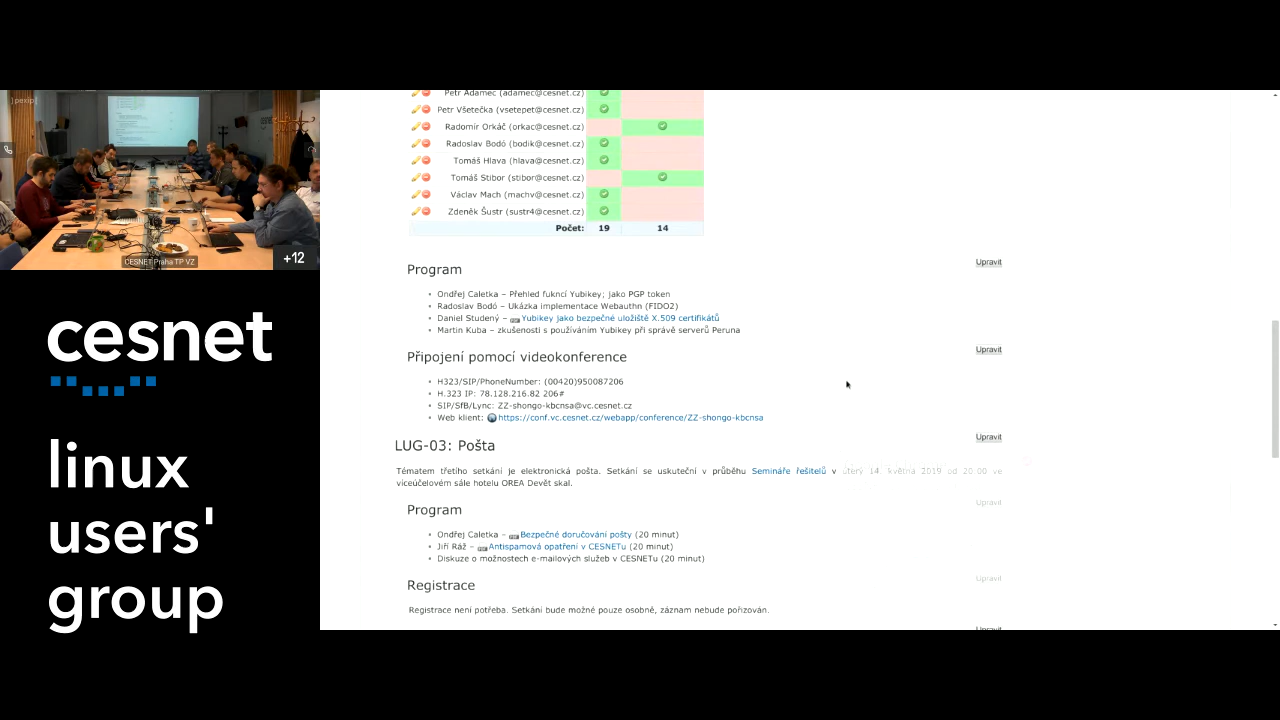 [pexip]
CESNET Praha TP VZ
+12
cesnet
linux
users'
group
Petr Adamec (adamec@cesnet.cz)
Petr Všetečka (vsetepet@cesnet.cz)
Radomír Orkáč (orkac@cesnet.cz)
Radoslav Bodó (bodik@cesnet.cz)
Tomáš Hlava (hlava@cesnet.cz)
Tomáš Stibor (stibor@cesnet.cz)
Václav Mach (machv@cesnet.cz)
Zdeněk Šustr (sustr4@cesnet.cz)
Počet: 19 14
Program Upravit
Ondřej Caletka – Přehled fukncí Yubikey; jako PGP token
Radoslav Bodó – Ukázka implementace Webauthn (FIDO2)
Daniel Studený – Yubikey jako bezpečné uložiště X.509 certifikátů
Martin Kuba – zkušenosti s používáním Yubikey při správě serverů Peruna
Připojení pomocí videokonference Upravit
H323/SIP/PhoneNumber: (00420)950087206
H.323 IP: 78.128.216.82 206#
SIP/SfB/Lync: ZZ-shongo-kbcnsa@vc.cesnet.cz
Web klient: https://conf.vc.cesnet.cz/webapp/conference/ZZ-shongo-kbcnsa
LUG-03: Pošta Upravit
Tématem třetího setkání je elektronická pošta. Setkání se uskuteční v průběhu Semináře řešitelů v úterý 14. května 2019 od 20:00 ve
víceúčelovém sále hotelu OREA Devět skal.
Program Upravit
Ondřej Caletka – Bezpečné doručování pošty (20 minut)
Jiří Ráž – Antispamová opatření v CESNETu (20 minut)
Diskuze o možnostech e-mailových služeb v CESNETu (20 minut)
Registrace Upravit
Registrace není potřeba. Setkání bude možné pouze osobně, záznam nebude pořizován.
Upravit